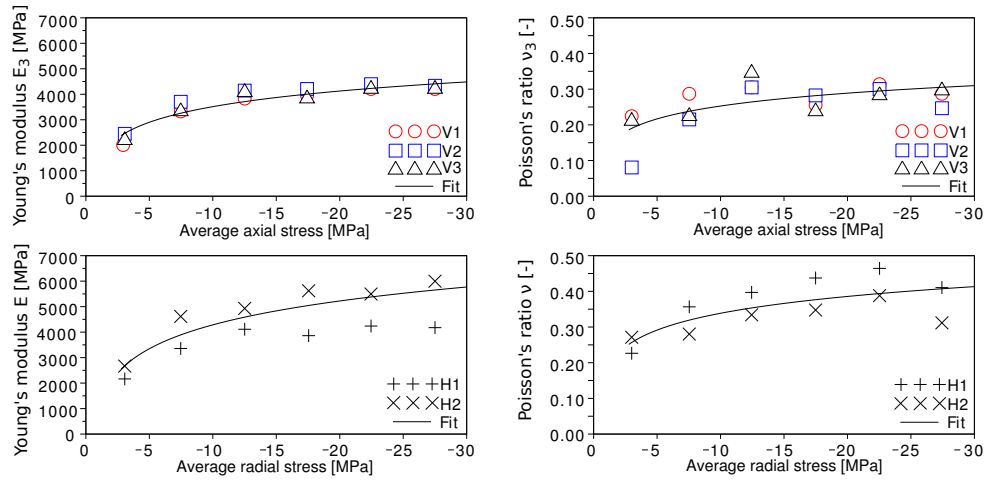 Young's modulus E3 [MPa]
7000
6000
5000
4000
3000
2000
1000
0
0 -5 -10 -15 -20 -25 -30
Average axial stress [MPa]
V1
V2
V3
Fit
Poisson's ratio ν3 [-]
0.50
0.40
0.30
0.20
0.10
0.00
0 -5 -10 -15 -20 -25 -30
Average axial stress [MPa]
V1
V2
V3
Fit
Young's modulus E [MPa]
7000
6000
5000
4000
3000
2000
1000
0
0 -5 -10 -15 -20 -25 -30
Average radial stress [MPa]
H1
H2
Fit
Poisson's ratio ν [-]
0.50
0.40
0.30
0.20
0.10
0.00
0 -5 -10 -15 -20 -25 -30
Average radial stress [MPa]
H1
H2
Fit